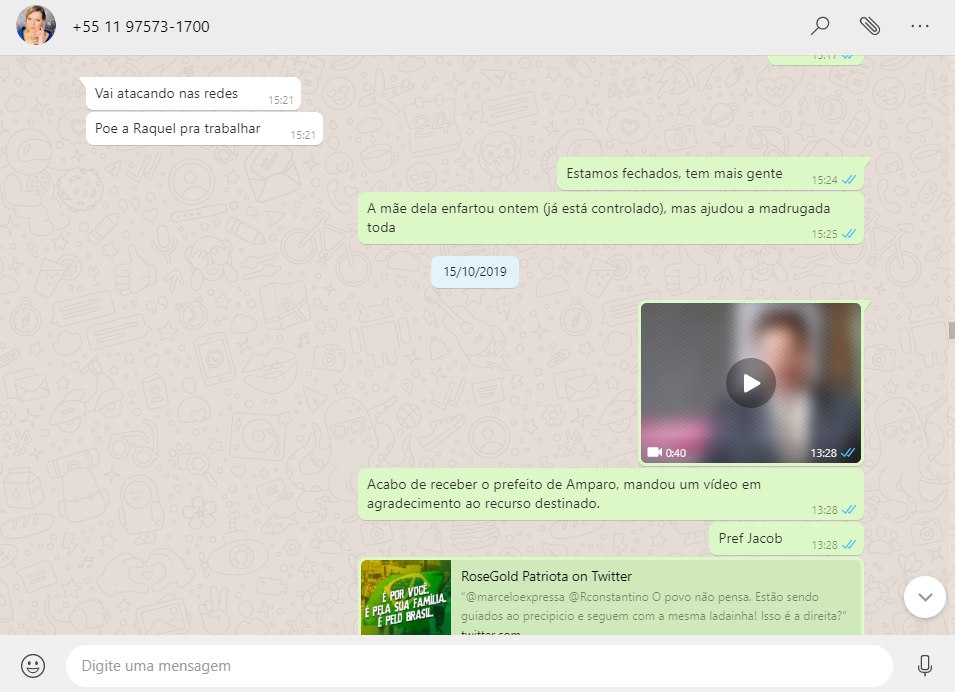 +55 11 97573-1700
15:17
Vai atacando nas redes
15:21
Poe a Raquel pra trabalhar
15:21
Estamos fechados, tem mais gente
15:24
A mãe dela enfartou ontem (já está controlado), mas ajudou a madrugada
toda
15:25
15/10/2019
0:40
13:28
Acabo de receber o prefeito de Amparo, mandou um vídeo em
agradecimento ao recurso destinado.
13:28
Pref Jacob
13:28
É POR VOCÊ.
É PELA SUA FAMÍLIA.
É PELO BRASIL.
RoseGold Patriota on Twitter
“@marceloexpressa @Rconstantino O povo não pensa. Estão sendo
guiados ao precipicio e seguem com a mesma ladainha! Isso é a direita?”
twitter.com
Digite uma mensagem